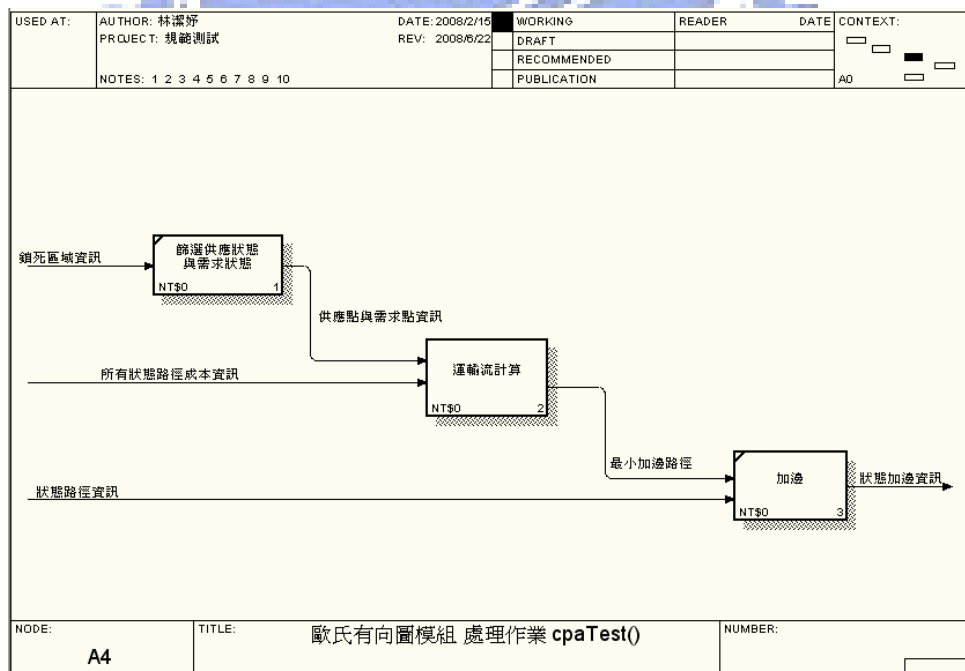 USED AT:
AUTHOR: 林潔妤
DATE: 2008/2/15
PROJECT: 規範測試
REV: 2008/6/22
NOTES: 1 2 3 4 5 6 7 8 9 10
WORKING
DRAFT
RECOMMENDED
PUBLICATION
READER
DATE
CONTEXT:
A0
鎖死區域資訊
篩選供應狀態
與需求狀態
NT$0
1
供應點與需求點資訊
所有狀態路徑成本資訊
運輸流計算
NT$0
2
最小加邊路徑
狀態路徑資訊
加邊
NT$0
3
狀態加邊資訊
NODE:
A4
TITLE:
歐氏有向圖模組 處理作業 cpaTest()
NUMBER: